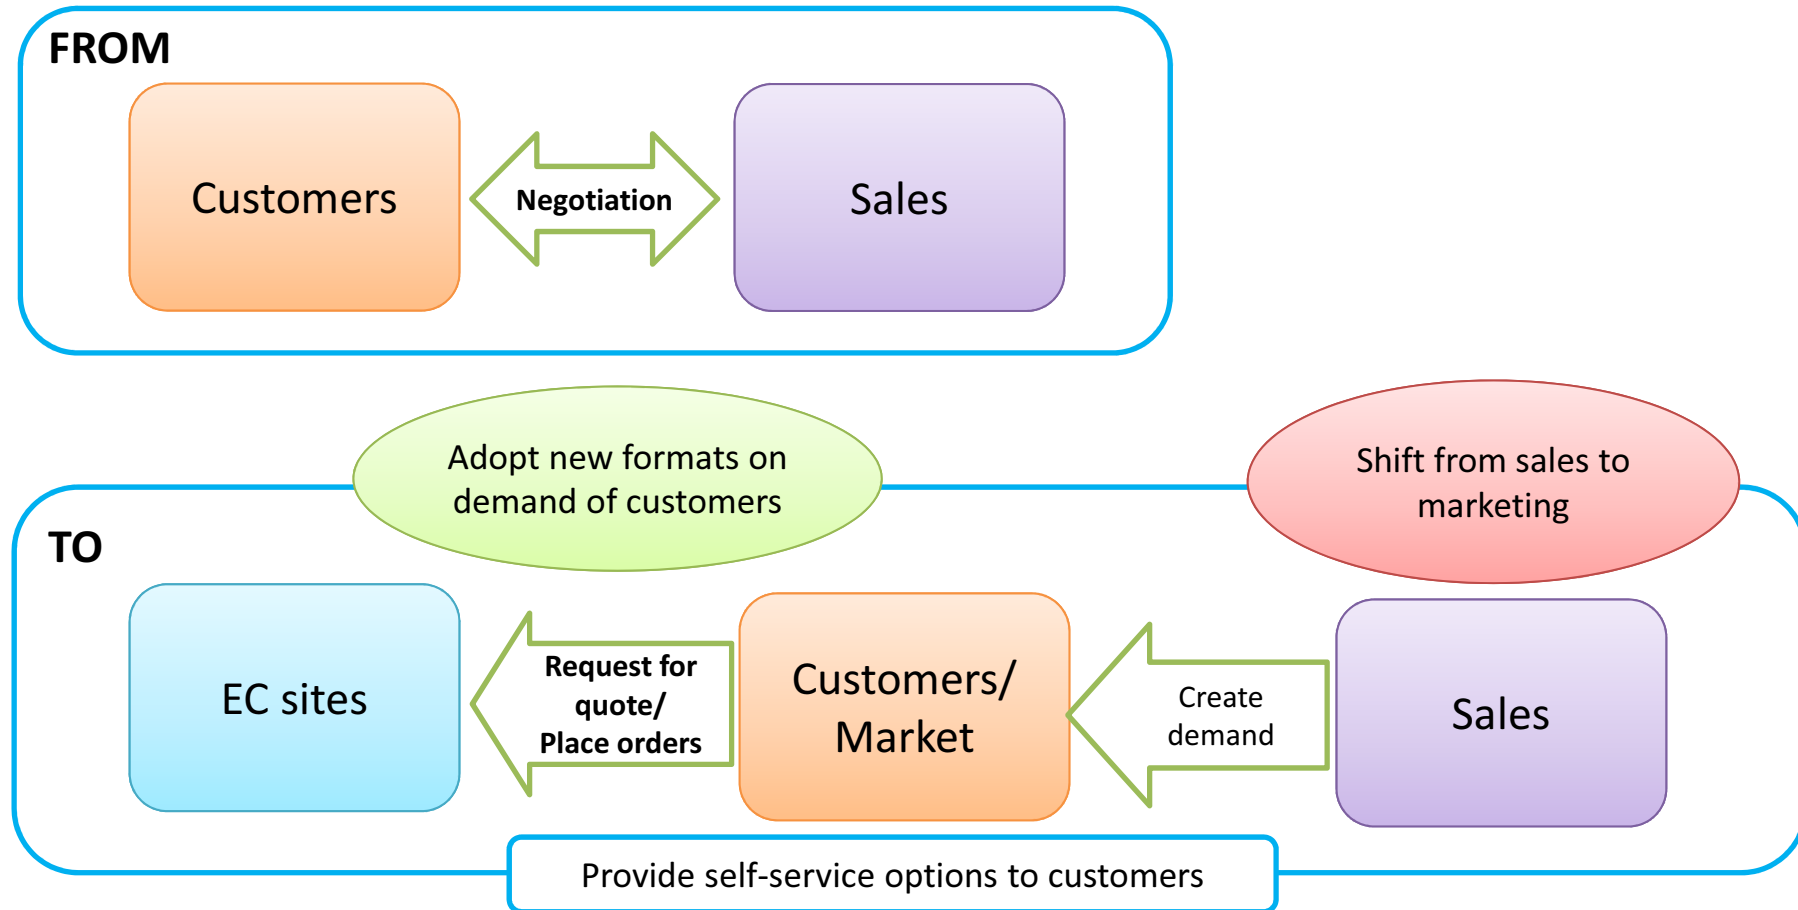 FROM
Customers
Negotiation
Sales
Adopt new formats on
demand of customers
Shift from sales to
marketing
TO
EC sites
Request for
quote/
Place orders
Customers/
Market
Create
demand
Sales
Provide self-service options to customers